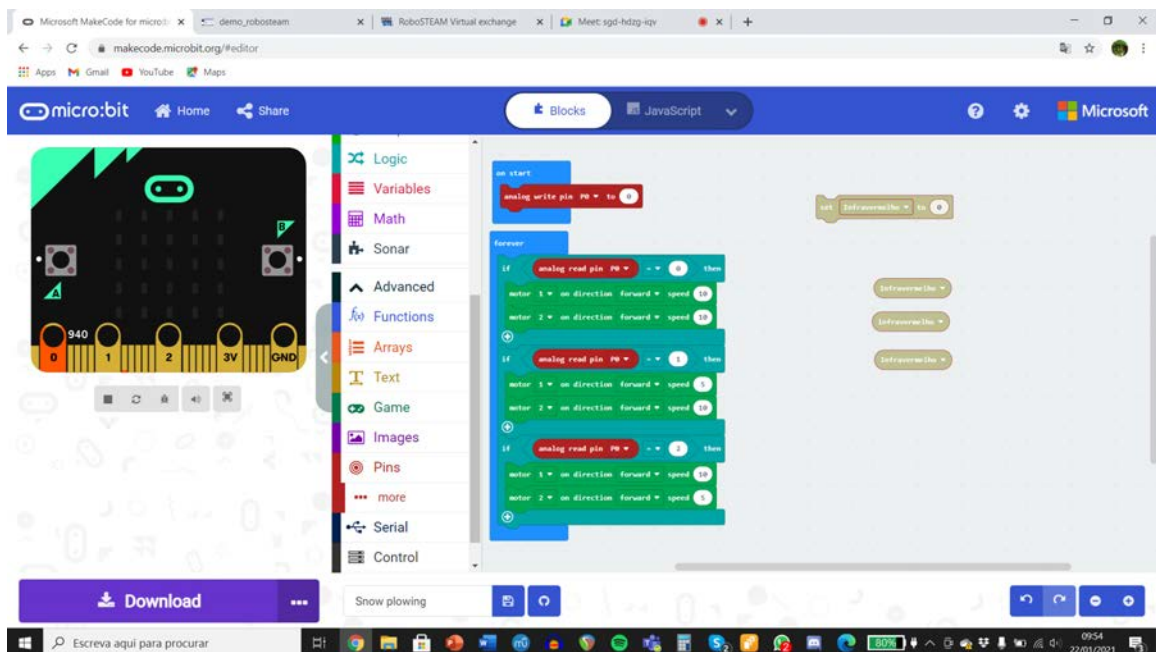 Microsoft MakeCode for micro:bi
demo_robosteam
RoboSTEAM Virtual exchange
Meet: sgd-hdzg-iqv
makecode.microbit.org/#editor
Apps
Gmail
YouTube
Maps
micro:bit
Home
Share
Blocks
JavaScript
Microsoft
A
B
940
0
1
2
3V
GND
Logic
Variables
Math
Sonar
Advanced
Functions
Arrays
Text
Game
Images
Pins
more
Serial
Control
on start
analog write pin P0 to 0
forever
if analog read pin P0 0 then
motor 1 on direction forward speed 10
motor 2 on direction forward speed 10
if analog read pin P0 1 then
motor 1 on direction forward speed 5
motor 2 on direction forward speed 10
if analog read pin P0 then
motor 1 on direction forward speed 10
motor 2 on direction forward speed 5
set Infravermelho to 0
Infravermelho
Infravermelho
Infravermelho
Download
Snow plowing
Escreva aqui para procurar
80%
09:54
22/01/2021